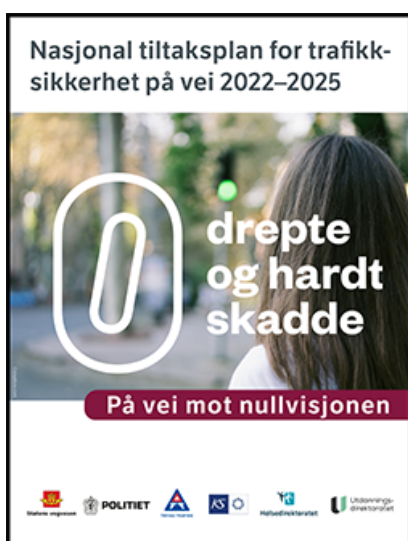 Nasjonal tiltaksplan for trafikk-
sikkerhet på vei 2022–2025
0 drepte
og hardt
skadde
På vei mot nullvisjonen
Statens vegvesen
POLITIET
TRYGG TRAFIKK
KS
Helsedirektoratet
Utdannings-
direktoratet